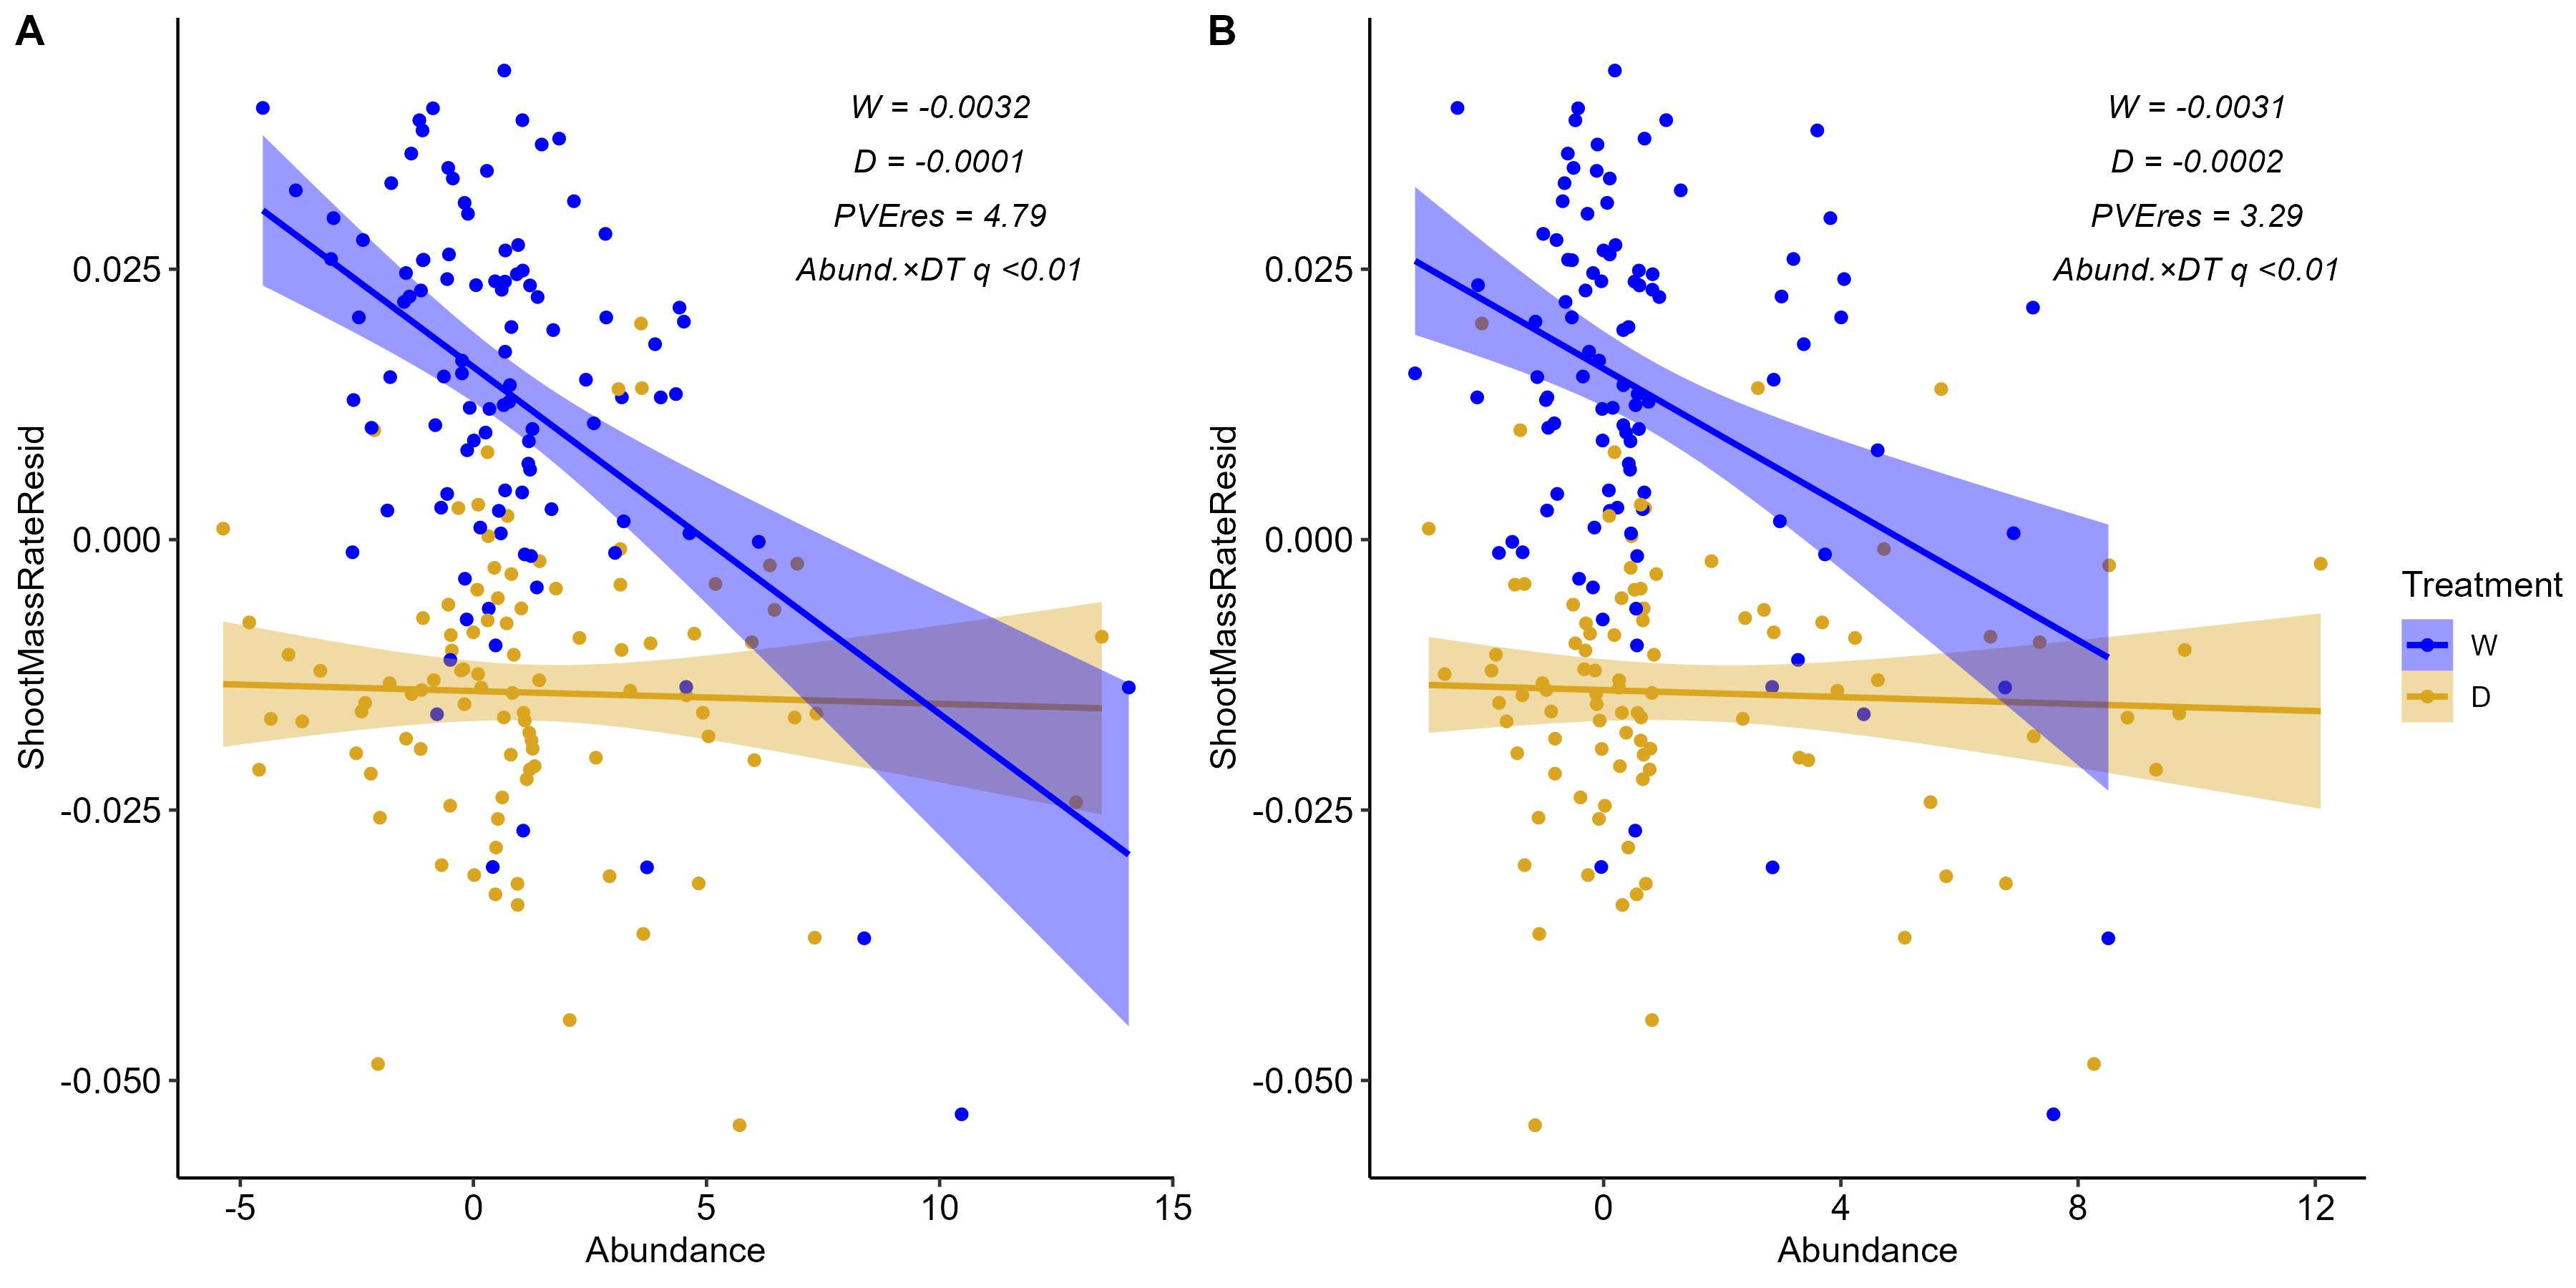 A
W = -0.0032
D = -0.0001
PVEres = 4.79
Abund.×DT q <0.01
0.025
0.000
-0.025
-0.050
ShootMassRateResid
-5
0
5
10
15
Abundance
B
W = -0.0031
D = -0.0002
PVEres = 3.29
Abund.×DT q <0.01
0.025
0.000
-0.025
-0.050
ShootMassRateResid
0
4
8
12
Abundance
Treatment
W
D